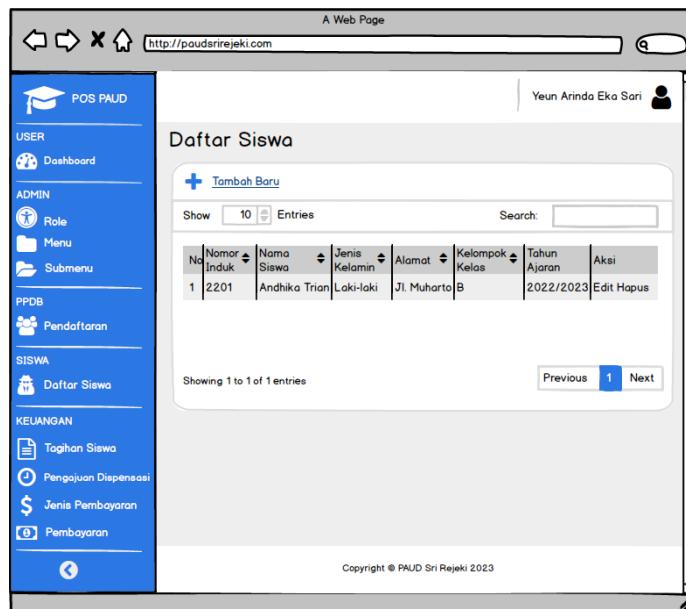 A Web Page
http://paudsrirejeki.com
POS PAUD
Yeun Arinda Eka Sari
USER
Dashboard
ADMIN
Role
Menu
Submenu
PPDB
Pendaftaran
SISWA
Daftar Siswa
KEUANGAN
Tagihan Siswa
Pengajuan Dispensasi
Jenis Pembayaran
Pembayaran
Daftar Siswa
Tambah Baru
Show 10 Entries Search:
No Nomor Induk Nama Siswa Jenis Kelamin Alamat Kelompok Kelas Tahun Ajaran Aksi
1 2201 Andhika Trian Laki-laki Jl. Muharto B 2022/2023 Edit Hapus
Showing 1 to 1 of 1 entries Previous 1 Next
Copyright © PAUD Sri Rejeki 2023